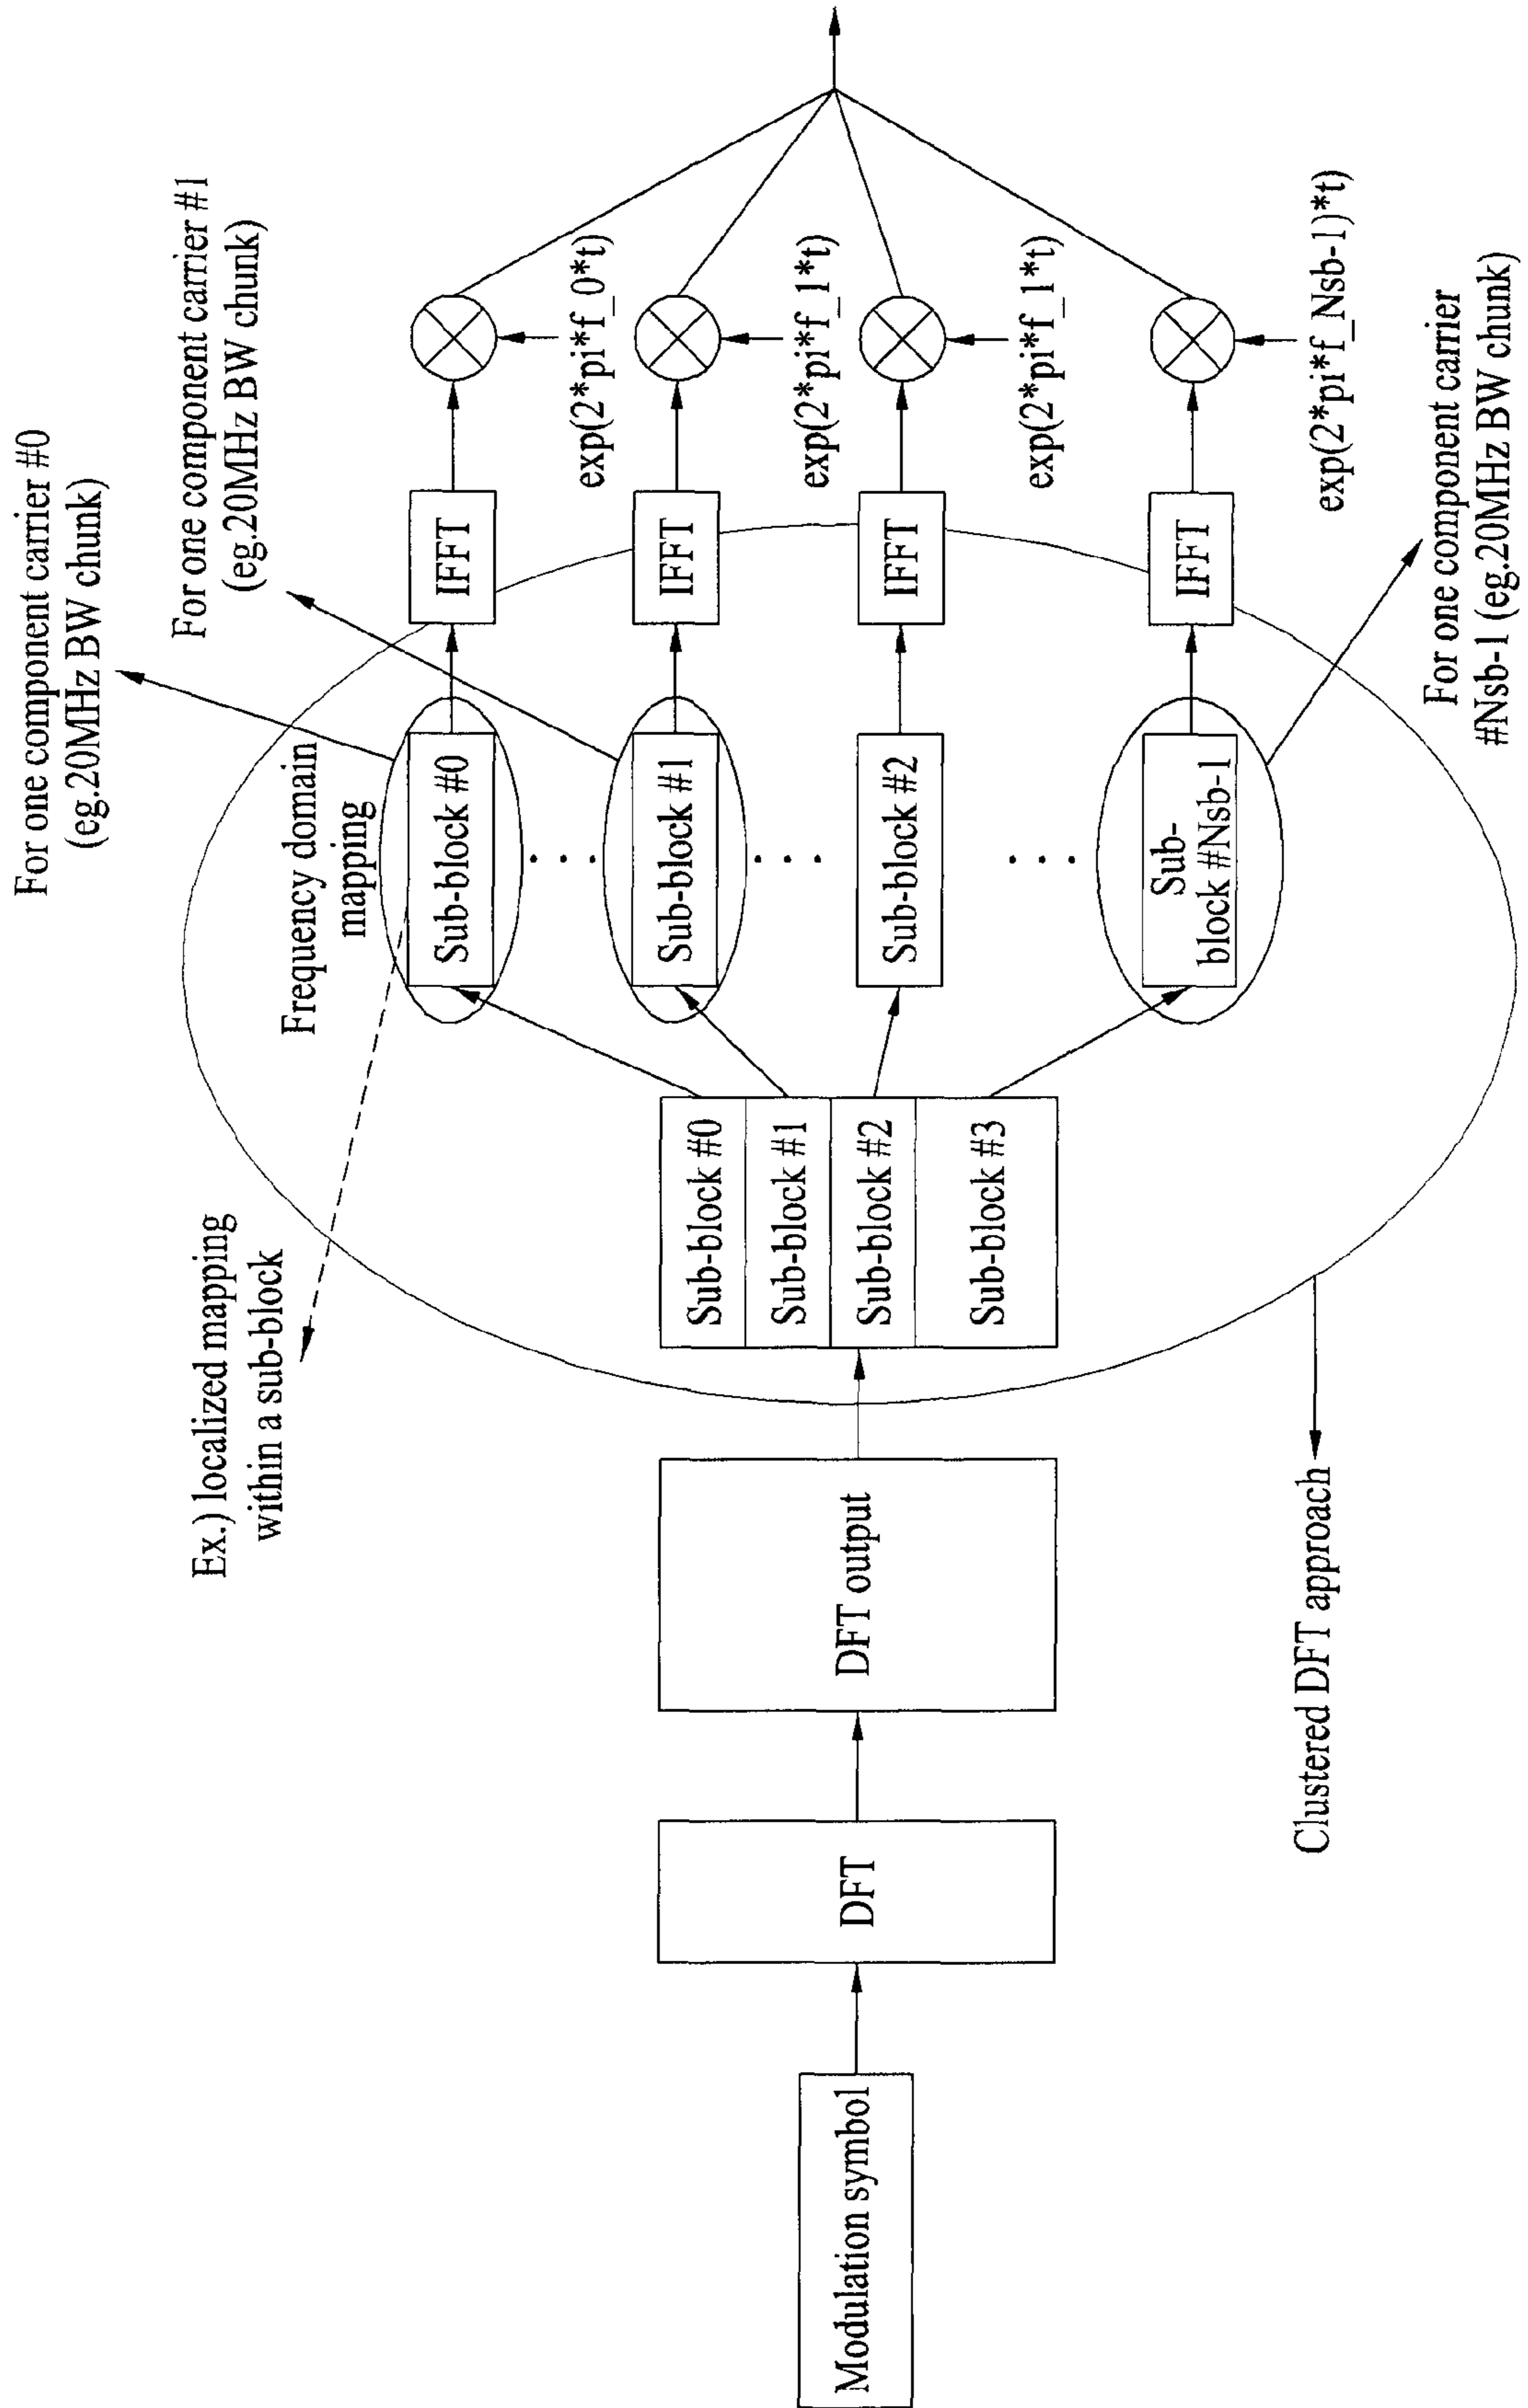 For one component carrier #0
(eg.20MHz BW chunk)
For one component carrier #1
(eg.20MHz BW chunk)
Ex.) localized mapping
within a sub-block
Frequency domain
mapping
Modulation symbol
DFT
DFT output
Sub-block #0
Sub-block #1
Sub-block #2
Sub-block #3
Sub-block #0
IFFT
exp(2*pi*f_0*t)
Sub-block #1
IFFT
exp(2*pi*f_1*t)
Sub-block #2
IFFT
exp(2*pi*f_1*t)
Sub-
block #Nsb-1
IFFT
exp(2*pi*f_Nsb-1)*t)
Clustered DFT approach
For one component carrier
#Nsb-1 (eg.20MHz BW chunk)